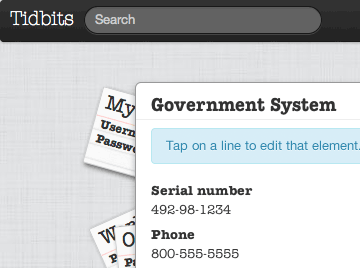 Tidbits
Search
My
Usern
Passwo
Government System
Tap on a line to edit that element.
Serial number
492-98-1234
Phone
800-555-5555